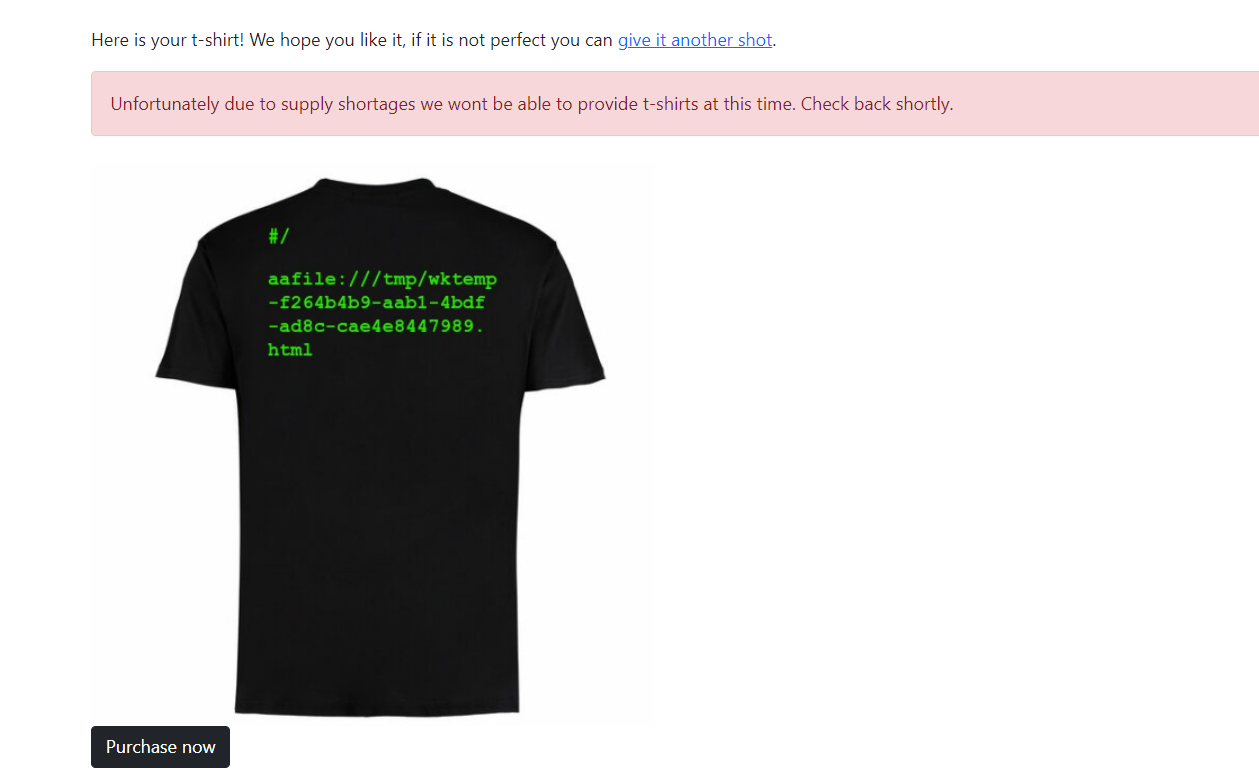 Here is your t-shirt! We hope you like it, if it is not perfect you can give it another shot.
Unfortunately due to supply shortages we wont be able to provide t-shirts at this time. Check back shortly.
#/
aafile:///tmp/wktemp
-f264b4b9-aab1-4bdf
-ad8c-cae4e8447989.
html
Purchase now